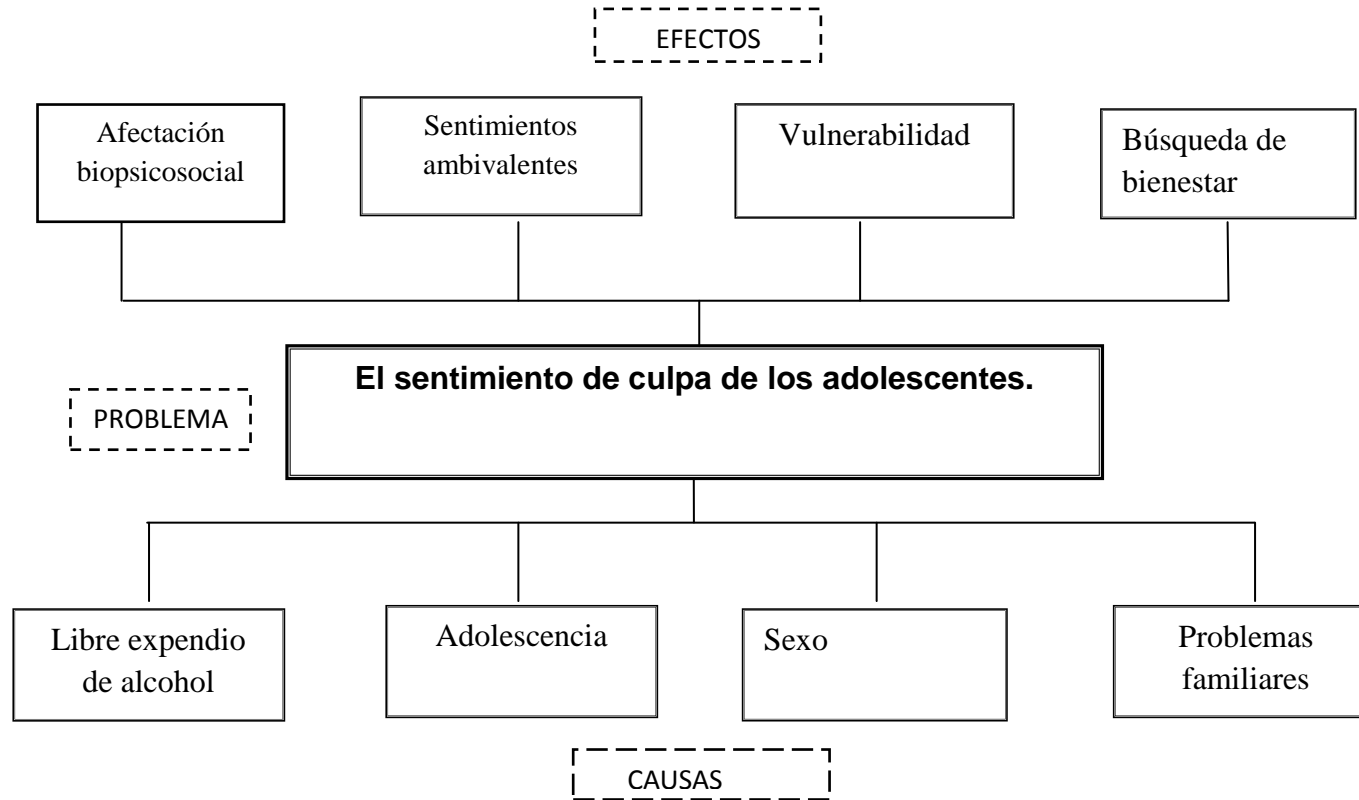 EFECTOS
Afectación
biopsicosocial
Sentimientos
ambivalentes
Vulnerabilidad
Búsqueda de
bienestar
El sentimiento de culpa de los adolescentes.
PROBLEMA
Libre expendio
de alcohol
Adolescencia
Sexo
Problemas
familiares
CAUSAS